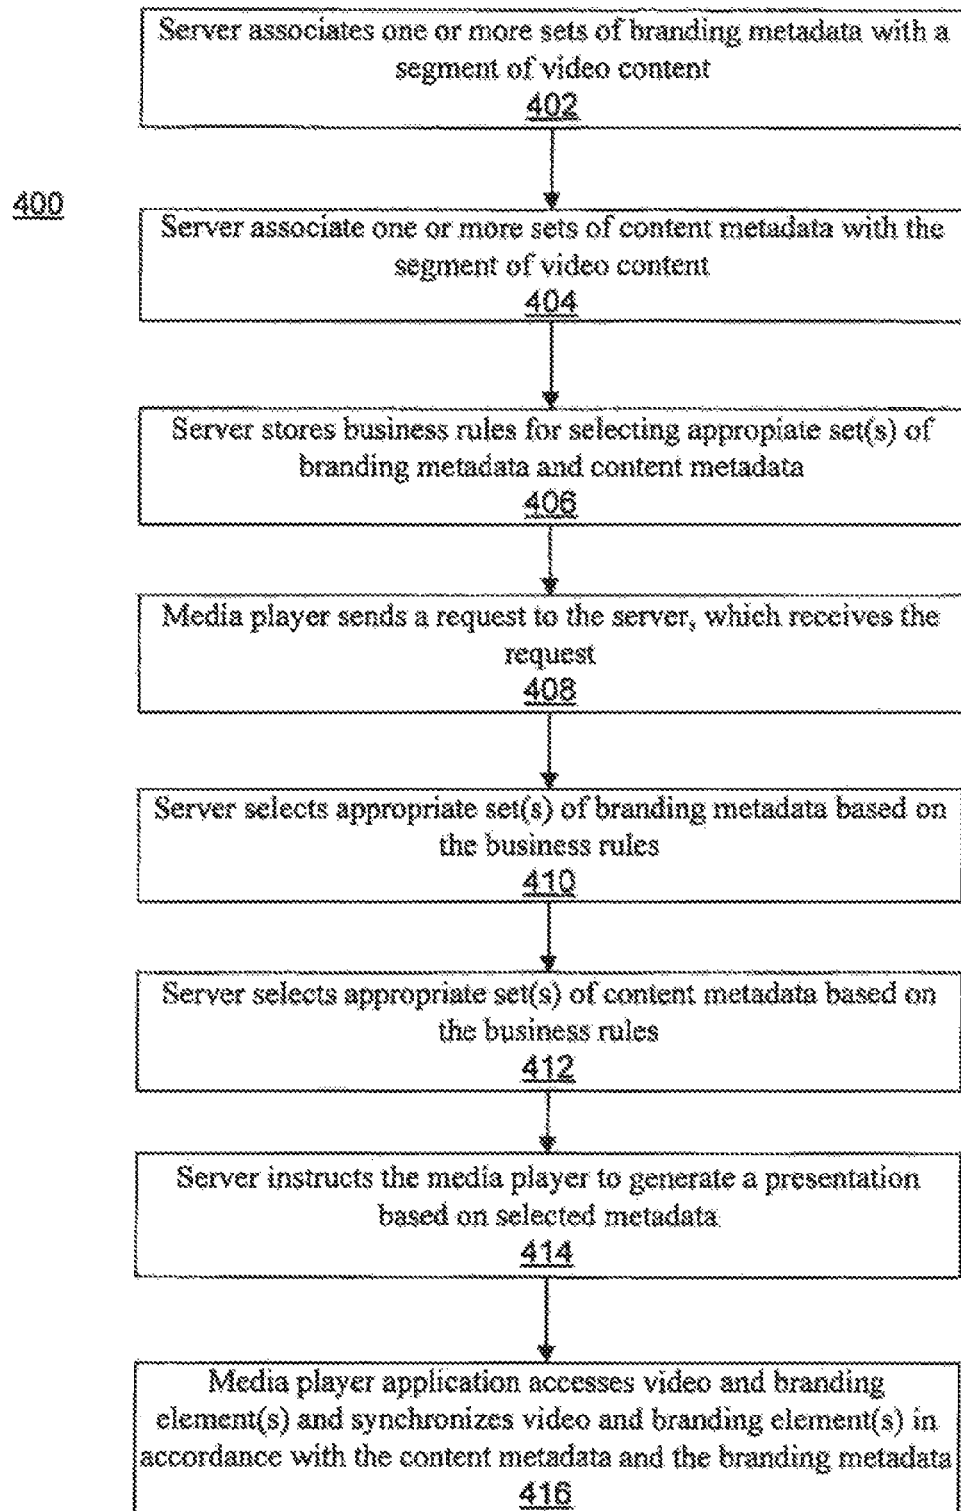 Server associates one or more sets of branding metadata with a
segment of video content
402
400
Server associate one or more sets of content metadata with the
segment of video content
404
Server stores business rules for selecting appropiate set(s) of
branding metadata and content metadata
406
Media player sends a request to the server, which receives the
request
408
Server selects appropriate set(s) of branding metadata based on
the business rules
410
Server selects appropriate set(s) of content metadata based on
the business rules
412
Server instructs the media player to generate a presentation
based on selected metadata
414
Media player application accesses video and branding
element(s) and synchronizes video and branding element(s) in
accordance with the content metadata and the branding metadata
416